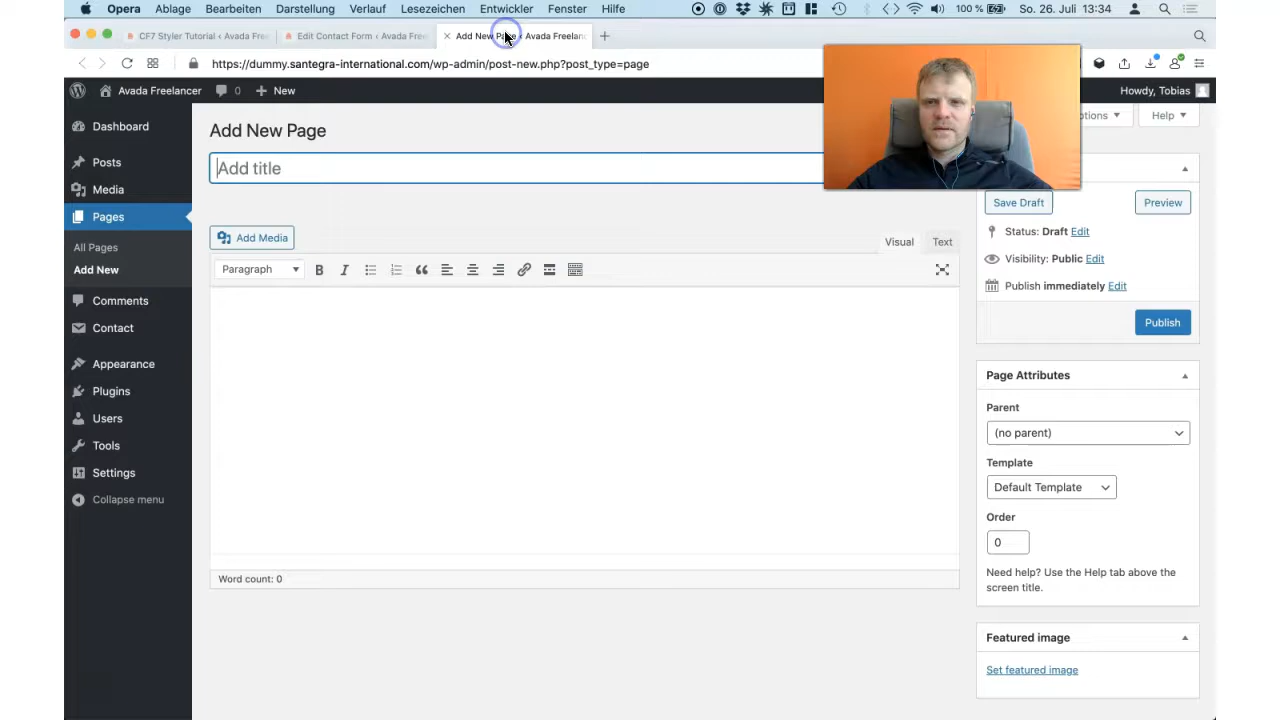 Opera Ablage Bearbeiten Darstellung Verlauf Lesezeichen Entwickler Fenster Hilfe 100 % So. 26. Juli 13:34
CF7 Styler Tutorial ‹ Avada Free
Edit Contact Form ‹ Avada Freel
Add New Page ‹ Avada Freelanc
https://dummy.santegra-international.com/wp-admin/post-new.php?post_type=page
Avada Freelancer 0 New Howdy, Tobias
Dashboard
Posts
Media
Pages
All Pages
Add New
Comments
Contact
Appearance
Plugins
Users
Tools
Settings
Collapse menu
Help
Add New Page
Add title
Add Media
Visual Text
Paragraph
Word count: 0
Save Draft Preview
Status: Draft Edit
Visibility: Public Edit
Publish immediately Edit
Publish
Page Attributes
Parent
(no parent)
Template
Default Template
Order
0
Need help? Use the Help tab above the
screen title.
Featured image
Set featured image